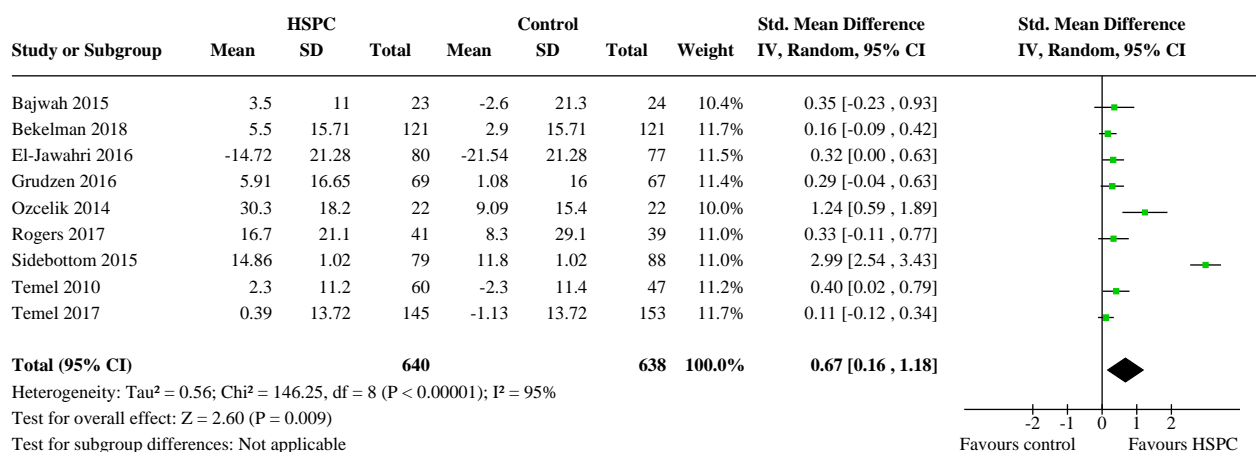 HSPC Control Std. Mean Difference Std. Mean Difference
Study or Subgroup Mean SD Total Mean SD Total Weight IV, Random, 95% CI IV, Random, 95% CI
Bajwah 2015 3.5 11 23 -2.6 21.3 24 10.4% 0.35 [-0.23 , 0.93]
Bekelman 2018 5.5 15.71 121 2.9 15.71 121 11.7% 0.16 [-0.09 , 0.42]
El-Jawahri 2016 -14.72 21.28 80 -21.54 21.28 77 11.5% 0.32 [0.00 , 0.63]
Grudzen 2016 5.91 16.65 69 1.08 16 67 11.4% 0.29 [-0.04 , 0.63]
Ozcelik 2014 30.3 18.2 22 9.09 15.4 22 10.0% 1.24 [0.59 , 1.89]
Rogers 2017 16.7 21.1 41 8.3 29.1 39 11.0% 0.33 [-0.11 , 0.77]
Sidebottom 2015 14.86 1.02 79 11.8 1.02 88 11.0% 2.99 [2.54 , 3.43]
Temel 2010 2.3 11.2 60 -2.3 11.4 47 11.2% 0.40 [0.02 , 0.79]
Temel 2017 0.39 13.72 145 -1.13 13.72 153 11.7% 0.11 [-0.12 , 0.34]
Total (95% CI) 640 638 100.0% 0.67 [0.16 , 1.18]
Heterogeneity: Tau² = 0.56; Chi² = 146.25, df = 8 (P < 0.00001); I² = 95%
Test for overall effect: Z = 2.60 (P = 0.009)
Test for subgroup differences: Not applicable
-2 -1 0 1 2
Favours control Favours HSPC